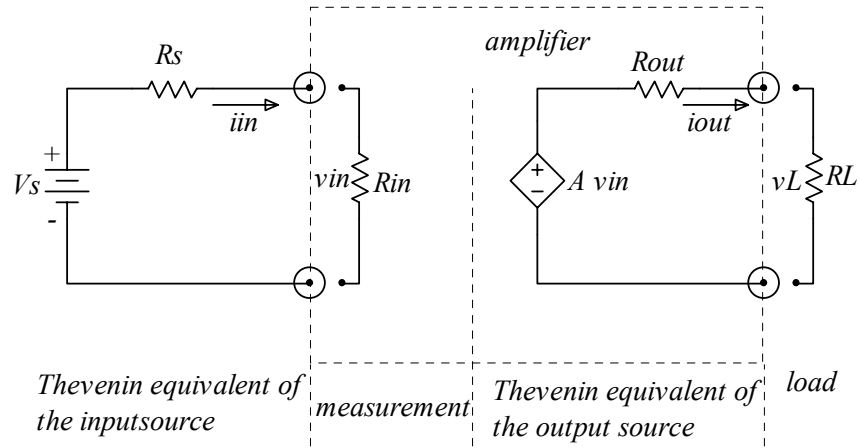 amplifier
Rs
Rout
iin
iout
+
Vs
-
vin
Rin
+
-
A vin
vL
RL
Thevenin equivalent of
the inputsource
measurement
Thevenin equivalent of
the output source
load